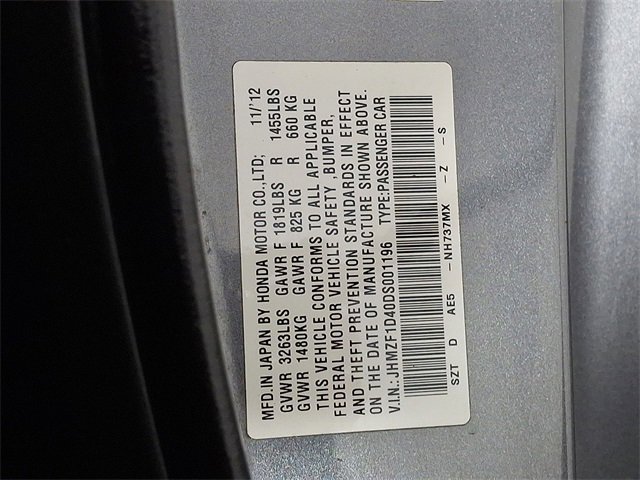 MFD.IN JAPAN BY HONDA MOTOR CO.,LTD; 11/12
GVWR 3263LBS GAWR F 1819LBS R 1455LBS
GVWR 1480KG GAWR F 825 KG R 660 KG
THIS VEHICLE CONFORMS TO ALL APPLICABLE
FEDERAL MOTOR VEHICLE SAFETY ,BUMPER,
AND THEFT PREVENTION STANDARDS IN EFFECT
ON THE DATE OF MANUFACTURE SHOWN ABOVE.
V.I.N.: JHMZF1D40DS001196 TYPE:PASSENGER CAR
SZT D AE5 -NH737MX -Z -S